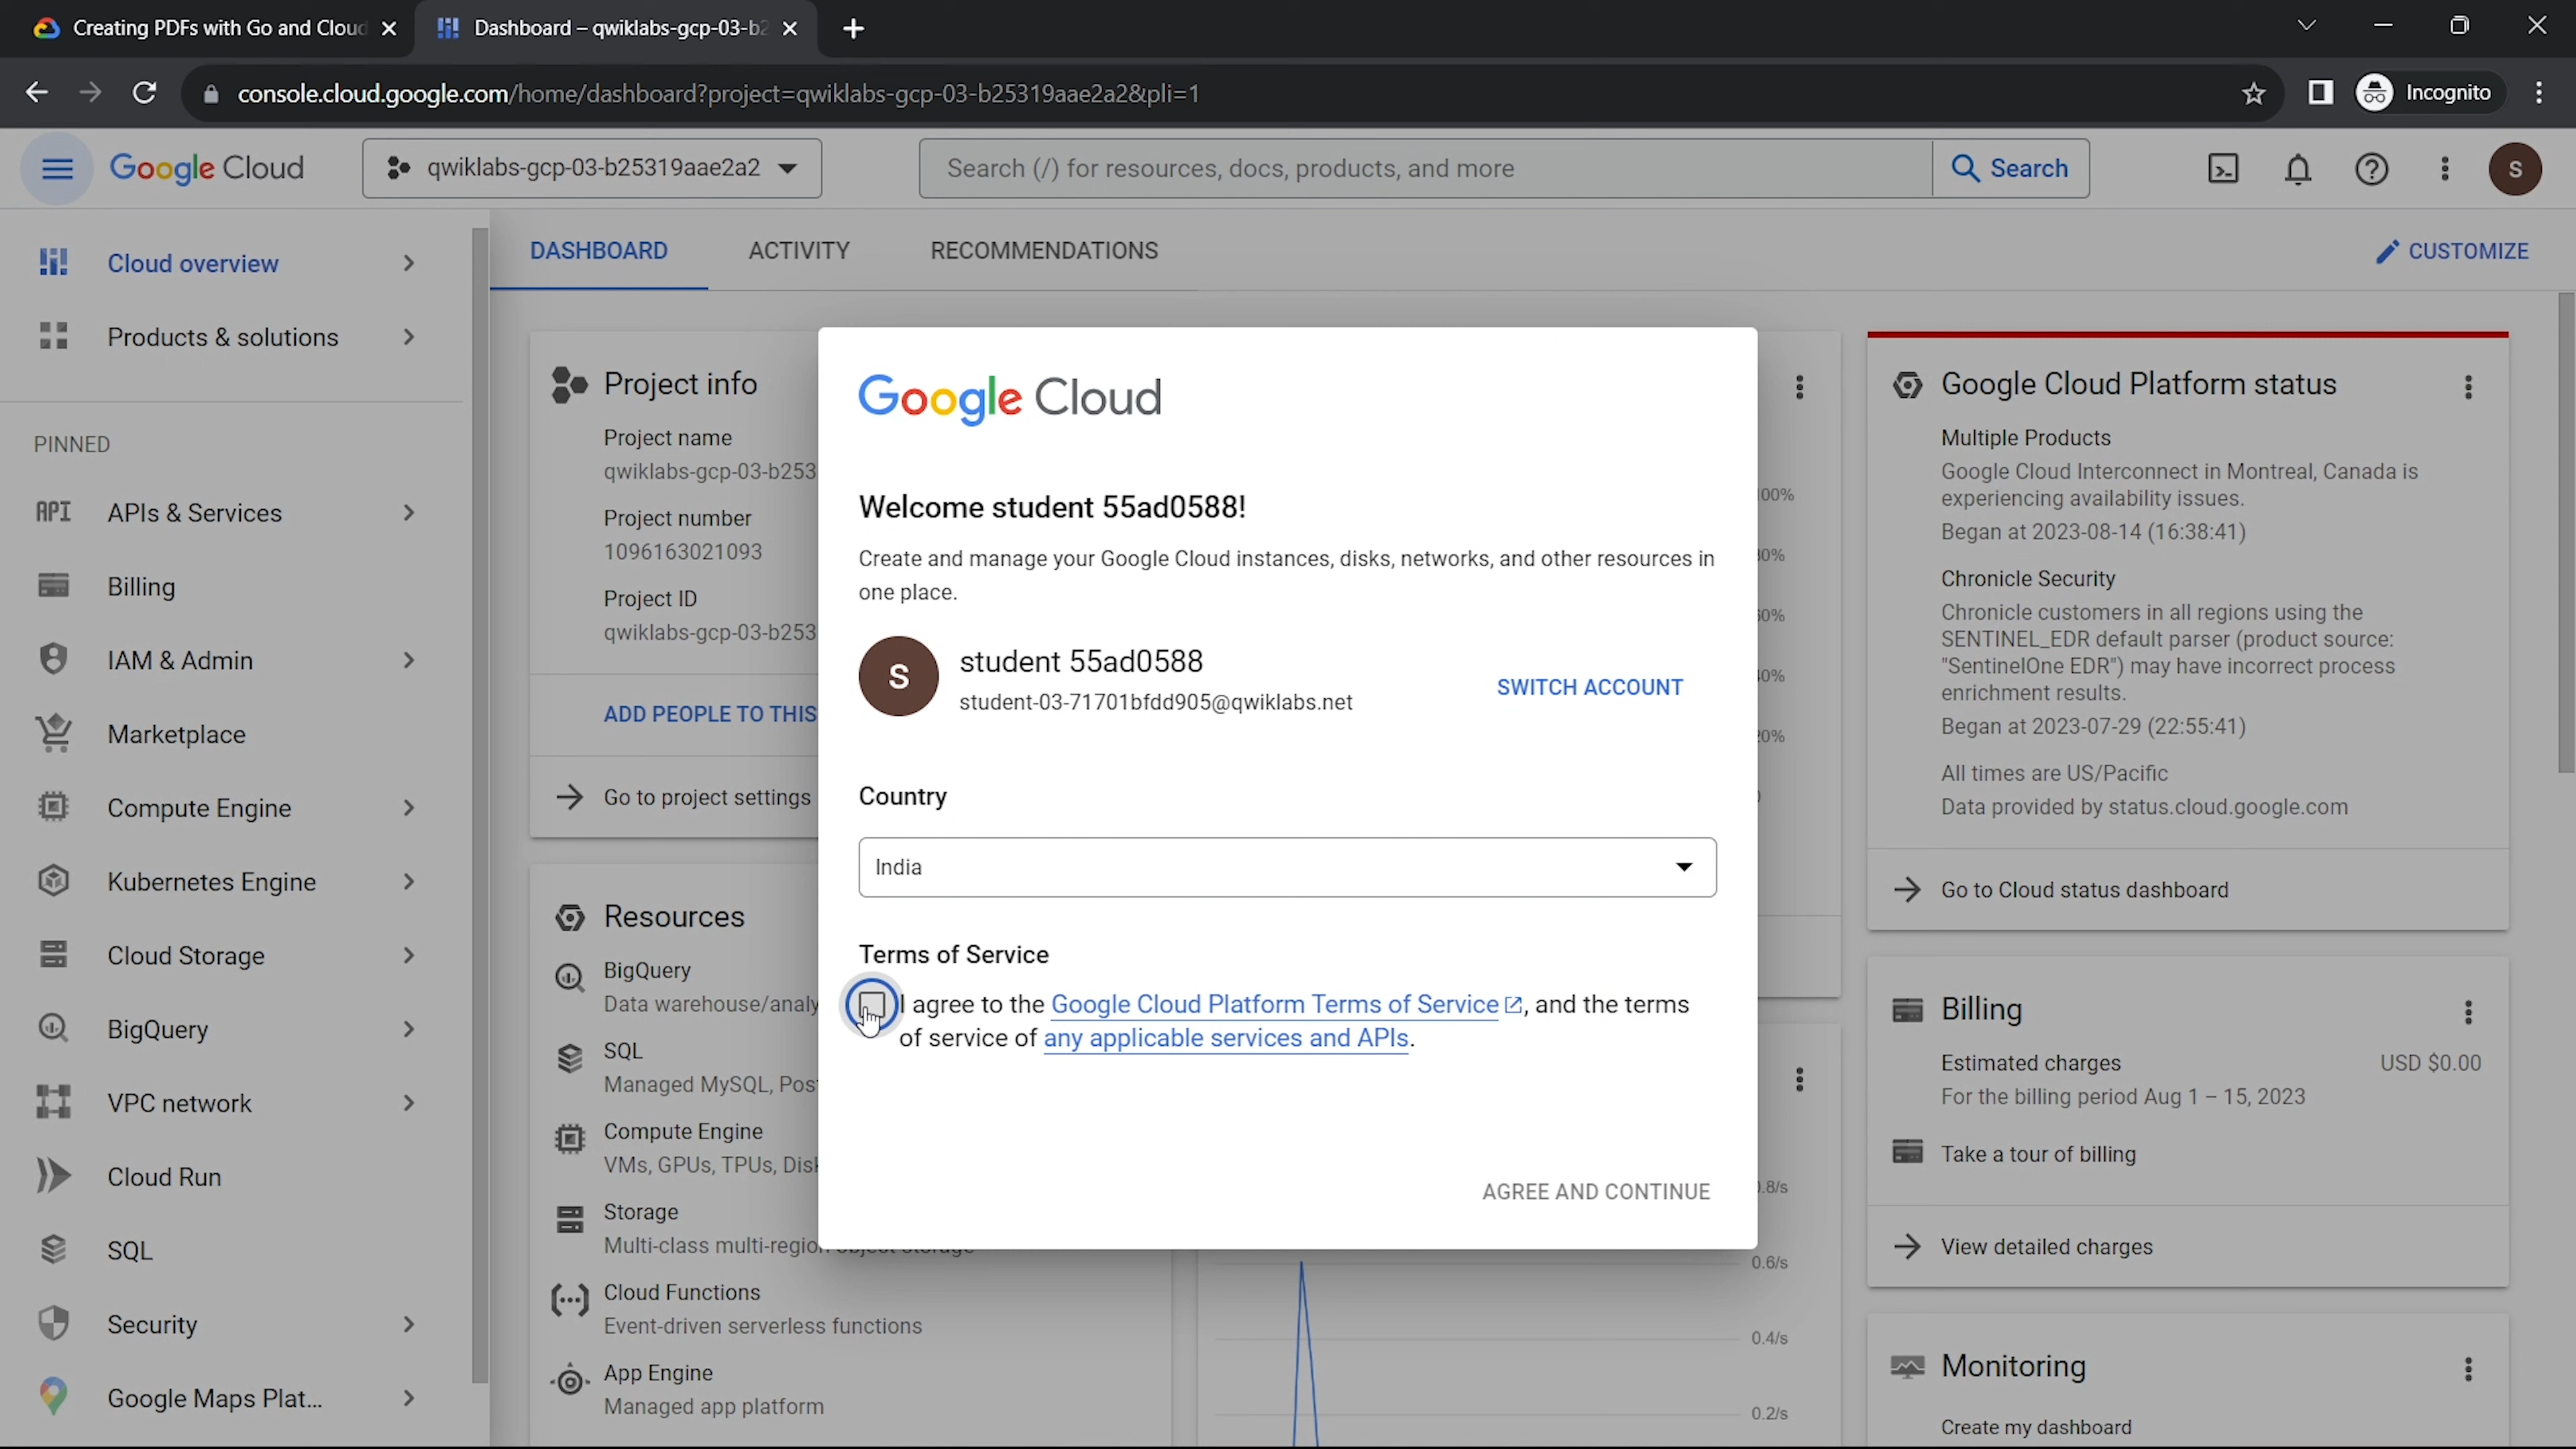 Creating PDFs with Go and Cloud
Dashboard – qwiklabs-gcp-03-b2
console.cloud.google.com/home/dashboard?project=qwiklabs-gcp-03-b25319aae2a2&pli=1
Incognito
Google Cloud
qwiklabs-gcp-03-b25319aae2a2
Search (/) for resources, docs, products, and more
Search
S
Cloud overview
Products & solutions
PINNED
API APIs & Services
Billing
IAM & Admin
Marketplace
Compute Engine
Kubernetes Engine
Cloud Storage
BigQuery
VPC network
Cloud Run
SQL
Security
Google Maps Plat...
DASHBOARD
ACTIVITY
RECOMMENDATIONS
CUSTOMIZE
Project info
Project name
qwiklabs-gcp-03-b253
Project number
1096163021093
Project ID
qwiklabs-gcp-03-b253
ADD PEOPLE TO THIS
Go to project settings
Resources
BigQuery
Data warehouse/analy
SQL
Managed MySQL, Pos
Compute Engine
VMs, GPUs, TPUs, Disk
Storage
Multi-class multi-region object storage
Cloud Functions
Event-driven serverless functions
App Engine
Managed app platform
Google Cloud
Welcome student 55ad0588!
Create and manage your Google Cloud instances, disks, networks, and other resources in
one place.
S
student 55ad0588
student-03-71701bfdd905@qwiklabs.net
SWITCH ACCOUNT
Country
India
Terms of Service
I agree to the Google Cloud Platform Terms of Service, and the terms
of service of any applicable services and APIs.
AGREE AND CONTINUE
0.6/s
0.4/s
0.2/s
Google Cloud Platform status
Multiple Products
Google Cloud Interconnect in Montreal, Canada is
experiencing availability issues.
Began at 2023-08-14 (16:38:41)
Chronicle Security
Chronicle customers in all regions using the
SENTINEL_EDR default parser (product source:
"SentinelOne EDR") may have incorrect process
enrichment results.
Began at 2023-07-29 (22:55:41)
All times are US/Pacific
Data provided by status.cloud.google.com
Go to Cloud status dashboard
Billing
Estimated charges
USD $0.00
For the billing period Aug 1 – 15, 2023
Take a tour of billing
View detailed charges
Monitoring
Create my dashboard